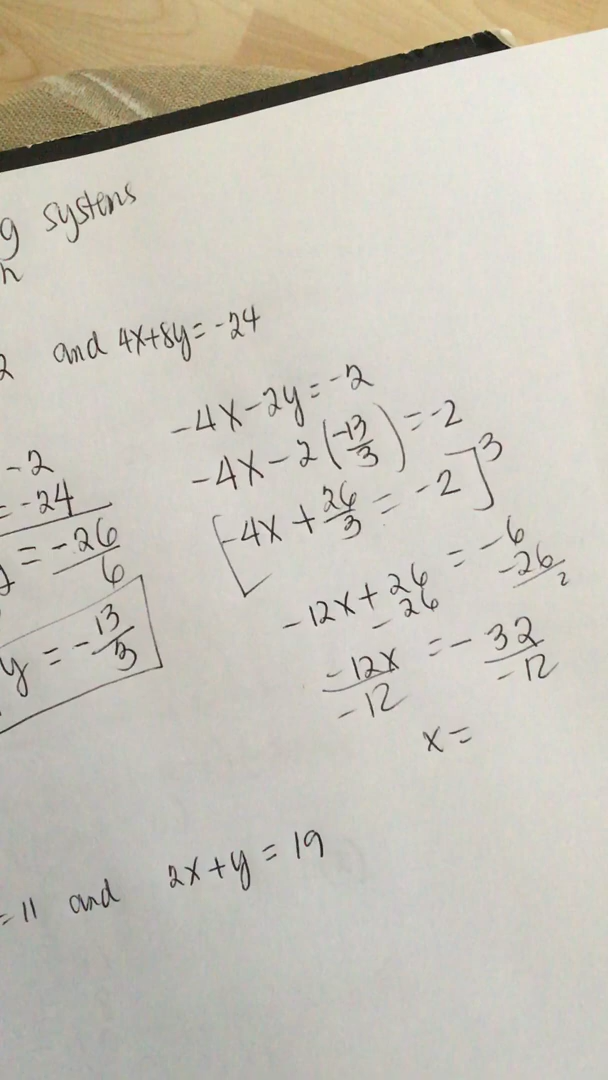 g systems
n
2 and 4x+8y=-24
-2
= -24
= -26/6
y = -13/3
-4x-2y=-2
-4x-2(-13/3)=-2
[-4x+26/3=-2]3
-12x+26=-6
-26 -26
-12x/-12=-32/-12
x=
=11 and 2x+y=19